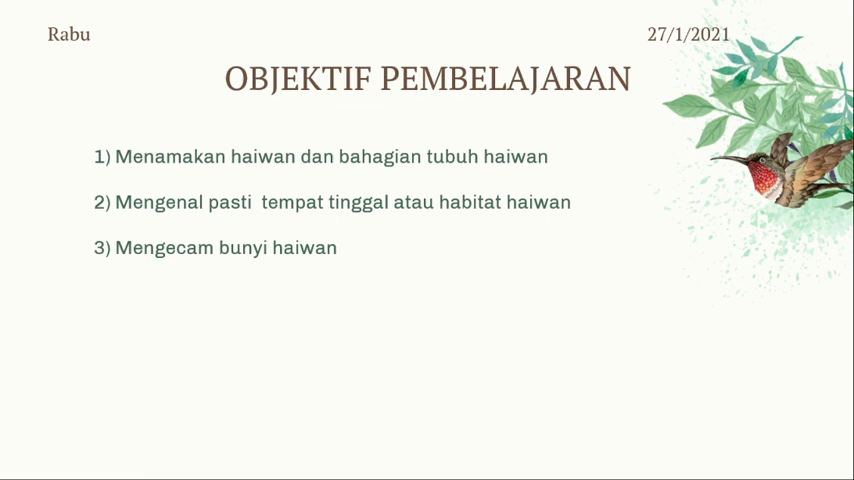 Rabu
27/1/2021
OBJEKTIF PEMBELAJARAN
1) Menamakan haiwan dan bahagian tubuh haiwan
2) Mengenal pasti  tempat tinggal atau habitat haiwan
3) Mengecam bunyi haiwan